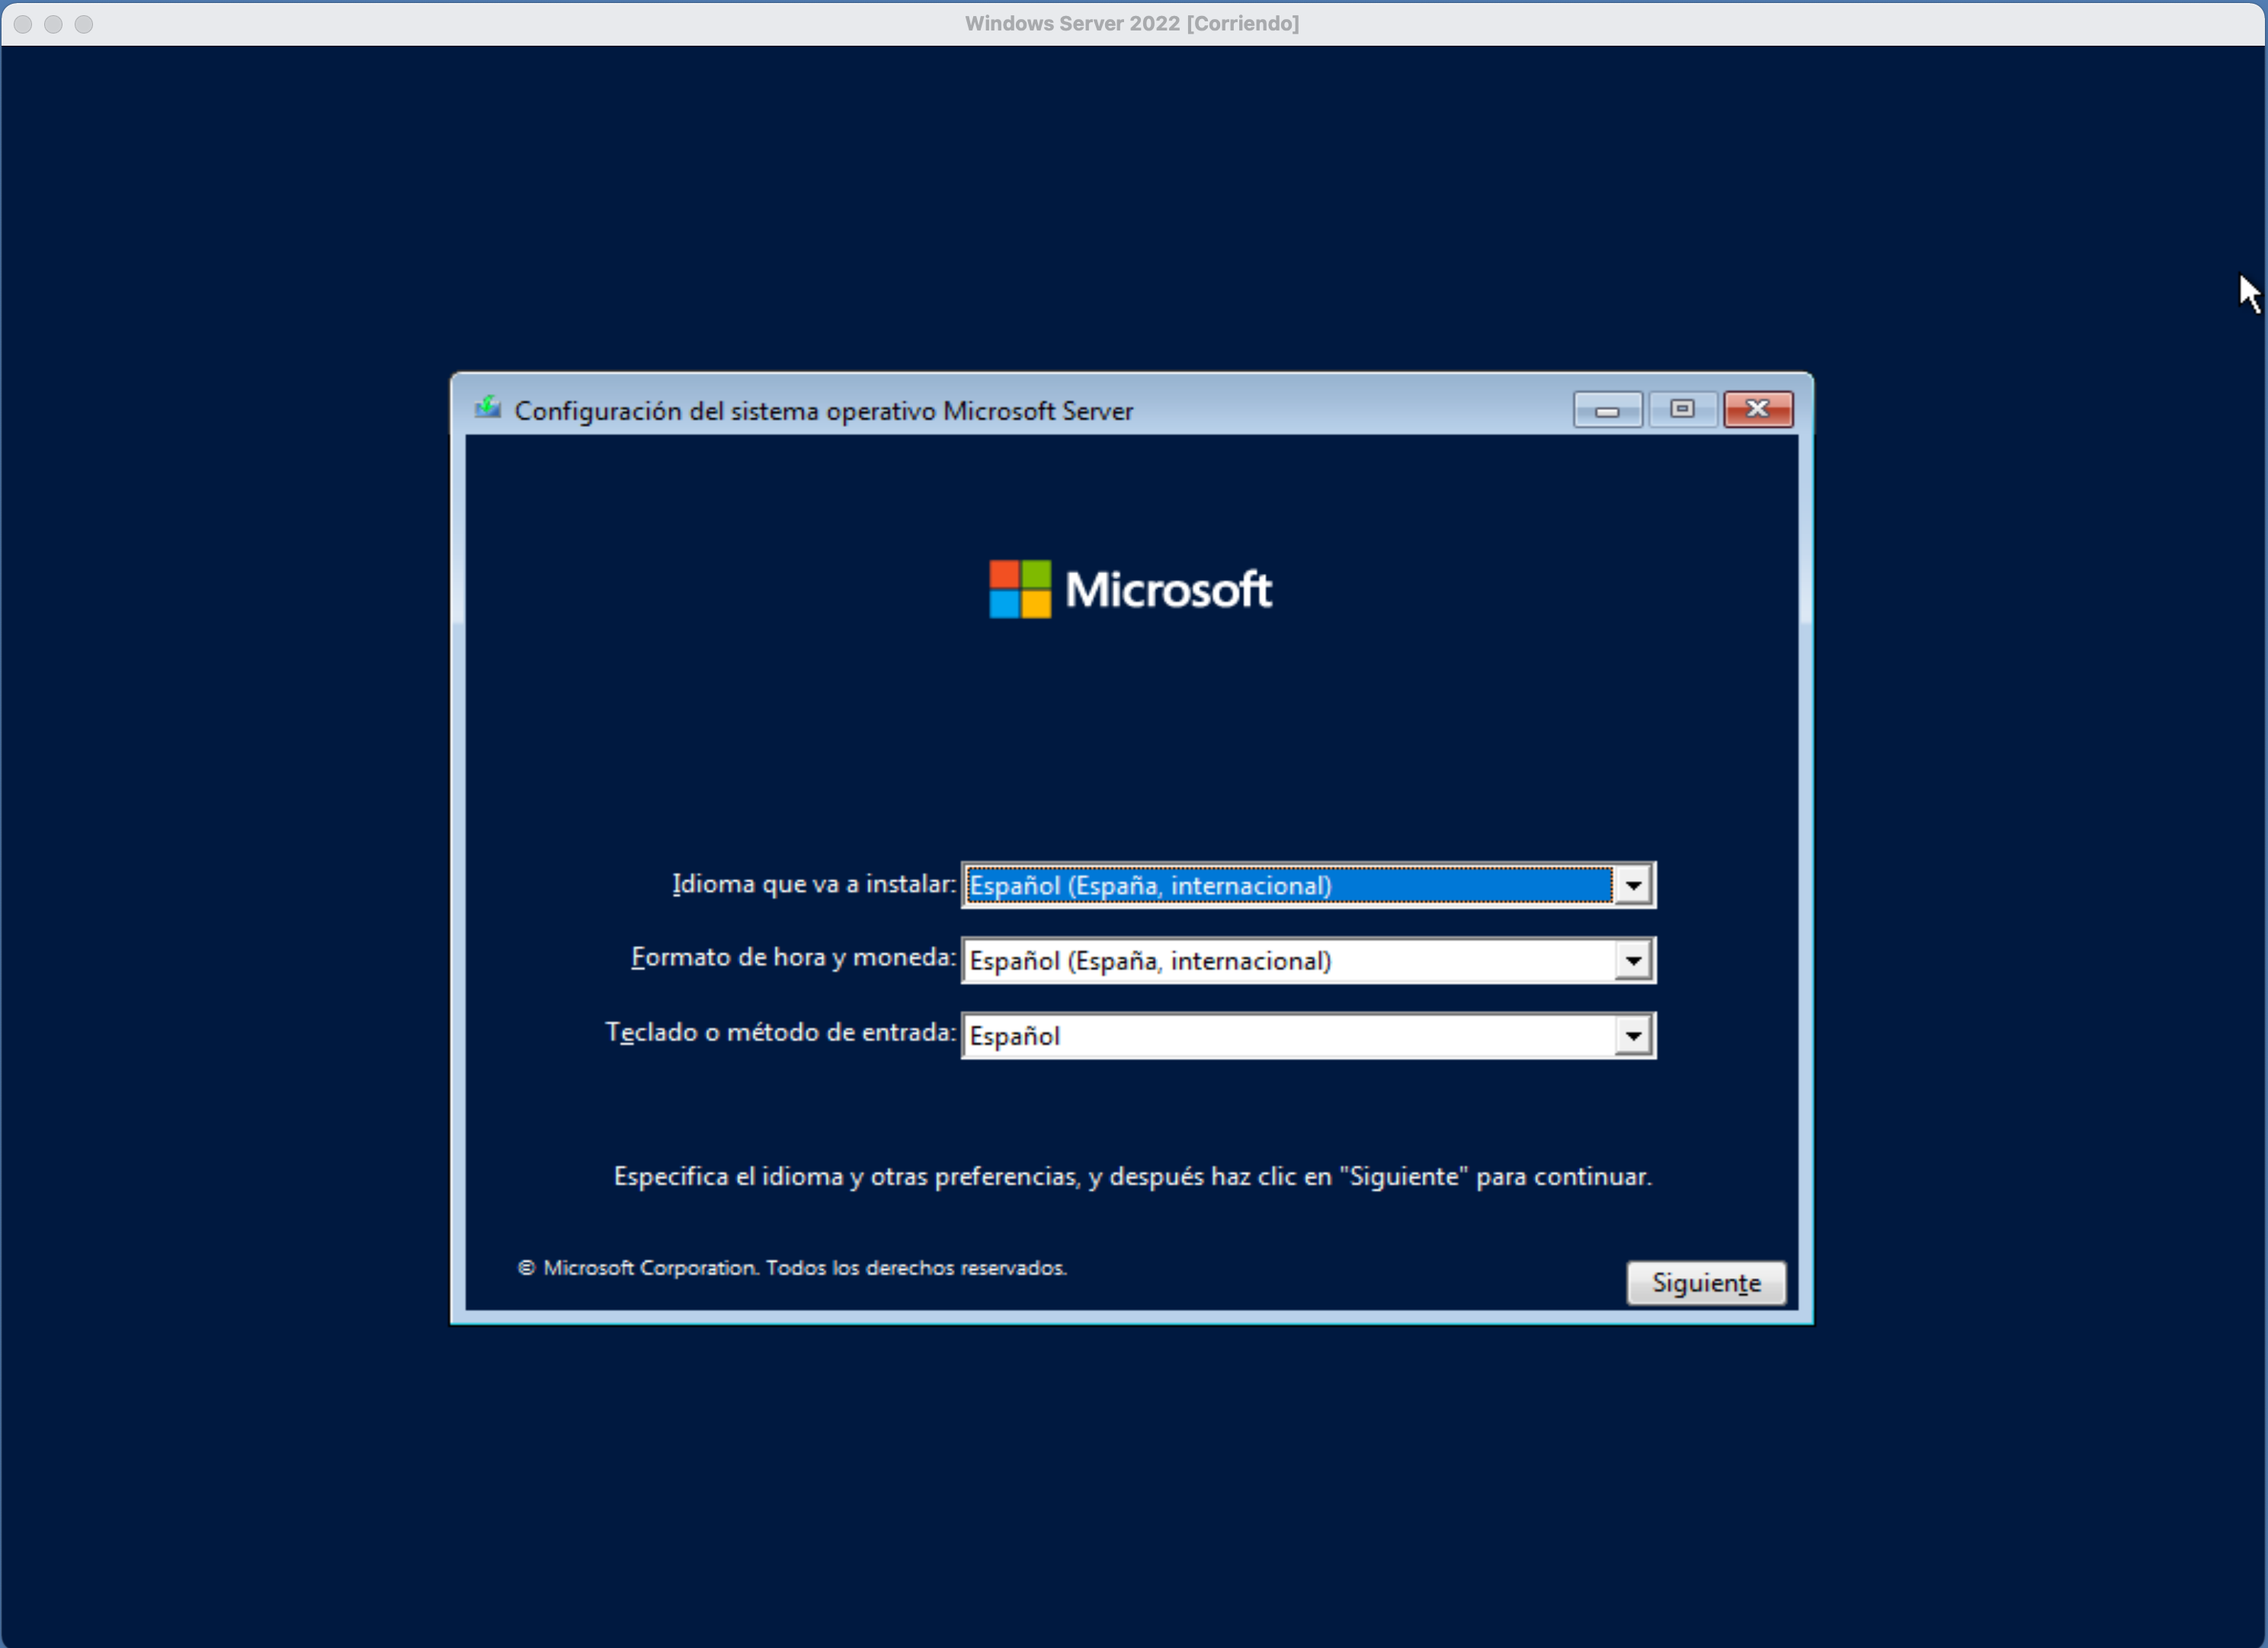 Windows Server 2022 [Corriendo]
Configuración del sistema operativo Microsoft Server
Microsoft
Idioma que va a instalar: Español (España, internacional)
Formato de hora y moneda: Español (España, internacional)
Teclado o método de entrada: Español
Especifica el idioma y otras preferencias, y después haz clic en "Siguiente" para continuar.
© Microsoft Corporation. Todos los derechos reservados.
Siguiente